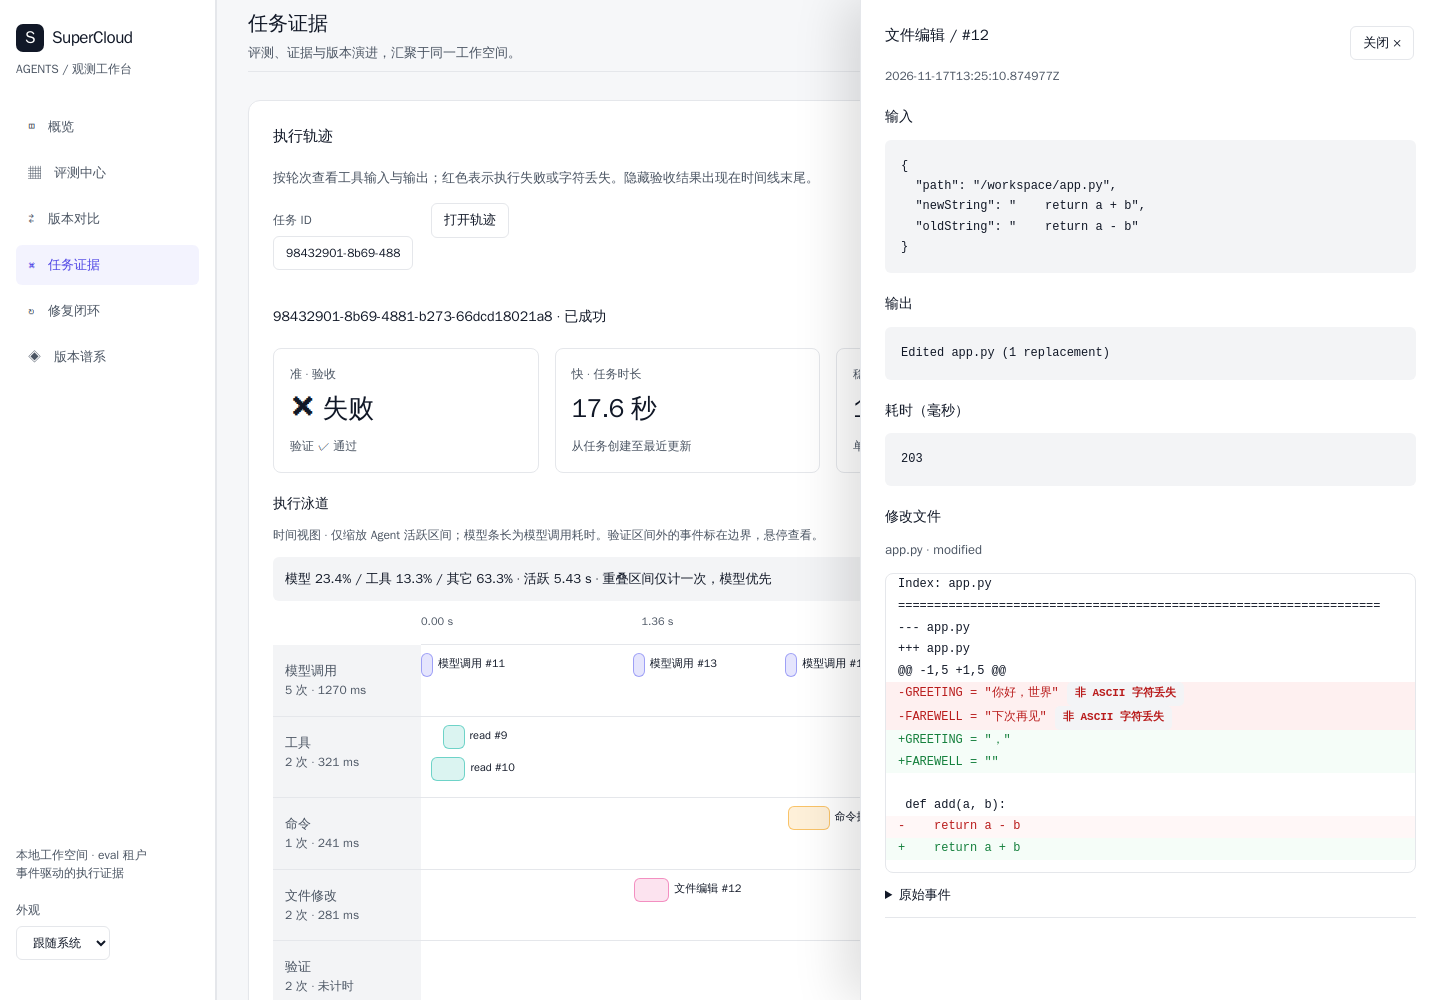 S SuperCloud
AGENTS / 观测工作台
概览
评测中心
版本对比
任务证据
修复闭环
版本谱系
本地工作空间 · eval 租户
事件驱动的执行证据
外观
跟随系统
任务证据
评测、证据与版本演进，汇聚于同一工作空间。
执行轨迹
按轮次查看工具输入与输出；红色表示执行失败或字符丢失。隐藏验收结果出现在时间线末尾。
任务 ID
打开轨迹
98432901-8b69-488
98432901-8b69-4881-b273-66dcd18021a8 · 已成功
准 · 验收
✖ 失败
验证 ✓ 通过
快 · 任务时长
17.6 秒
从任务创建至最近更新
执行泳道
时间视图 · 仅缩放 Agent 活跃区间；模型条长为模型调用耗时。验证区间外的事件标在边界，悬停查看。
模型 23.4% / 工具 13.3% / 其它 63.3% · 活跃 5.43 s · 重叠区间仅计一次，模型优先
0.00 s 1.36 s
模型调用
5 次 · 1270 ms
模型调用 #11 模型调用 #13 模型调用 #1
工具
2 次 · 321 ms
read #9
read #10
命令
1 次 · 241 ms
命令
文件修改
2 次 · 281 ms
文件编辑 #12
验证
2 次 · 未计时
文件编辑 / #12
关闭 ×
2026-11-17T13:25:10.874977Z
输入
{
  "path": "/workspace/app.py",
  "newString": "    return a + b",
  "oldString": "    return a - b"
}
输出
Edited app.py (1 replacement)
耗时（毫秒）
203
修改文件
app.py · modified
Index: app.py
===================================================================
--- app.py
+++ app.py
@@ -1,5 +1,5 @@
-GREETING = "你好，世界" 非 ASCII 字符丢失
-FAREWELL = "下次再见" 非 ASCII 字符丢失
+GREETING = "，"
+FAREWELL = ""
 def add(a, b):
-    return a - b
+    return a + b
▶ 原始事件